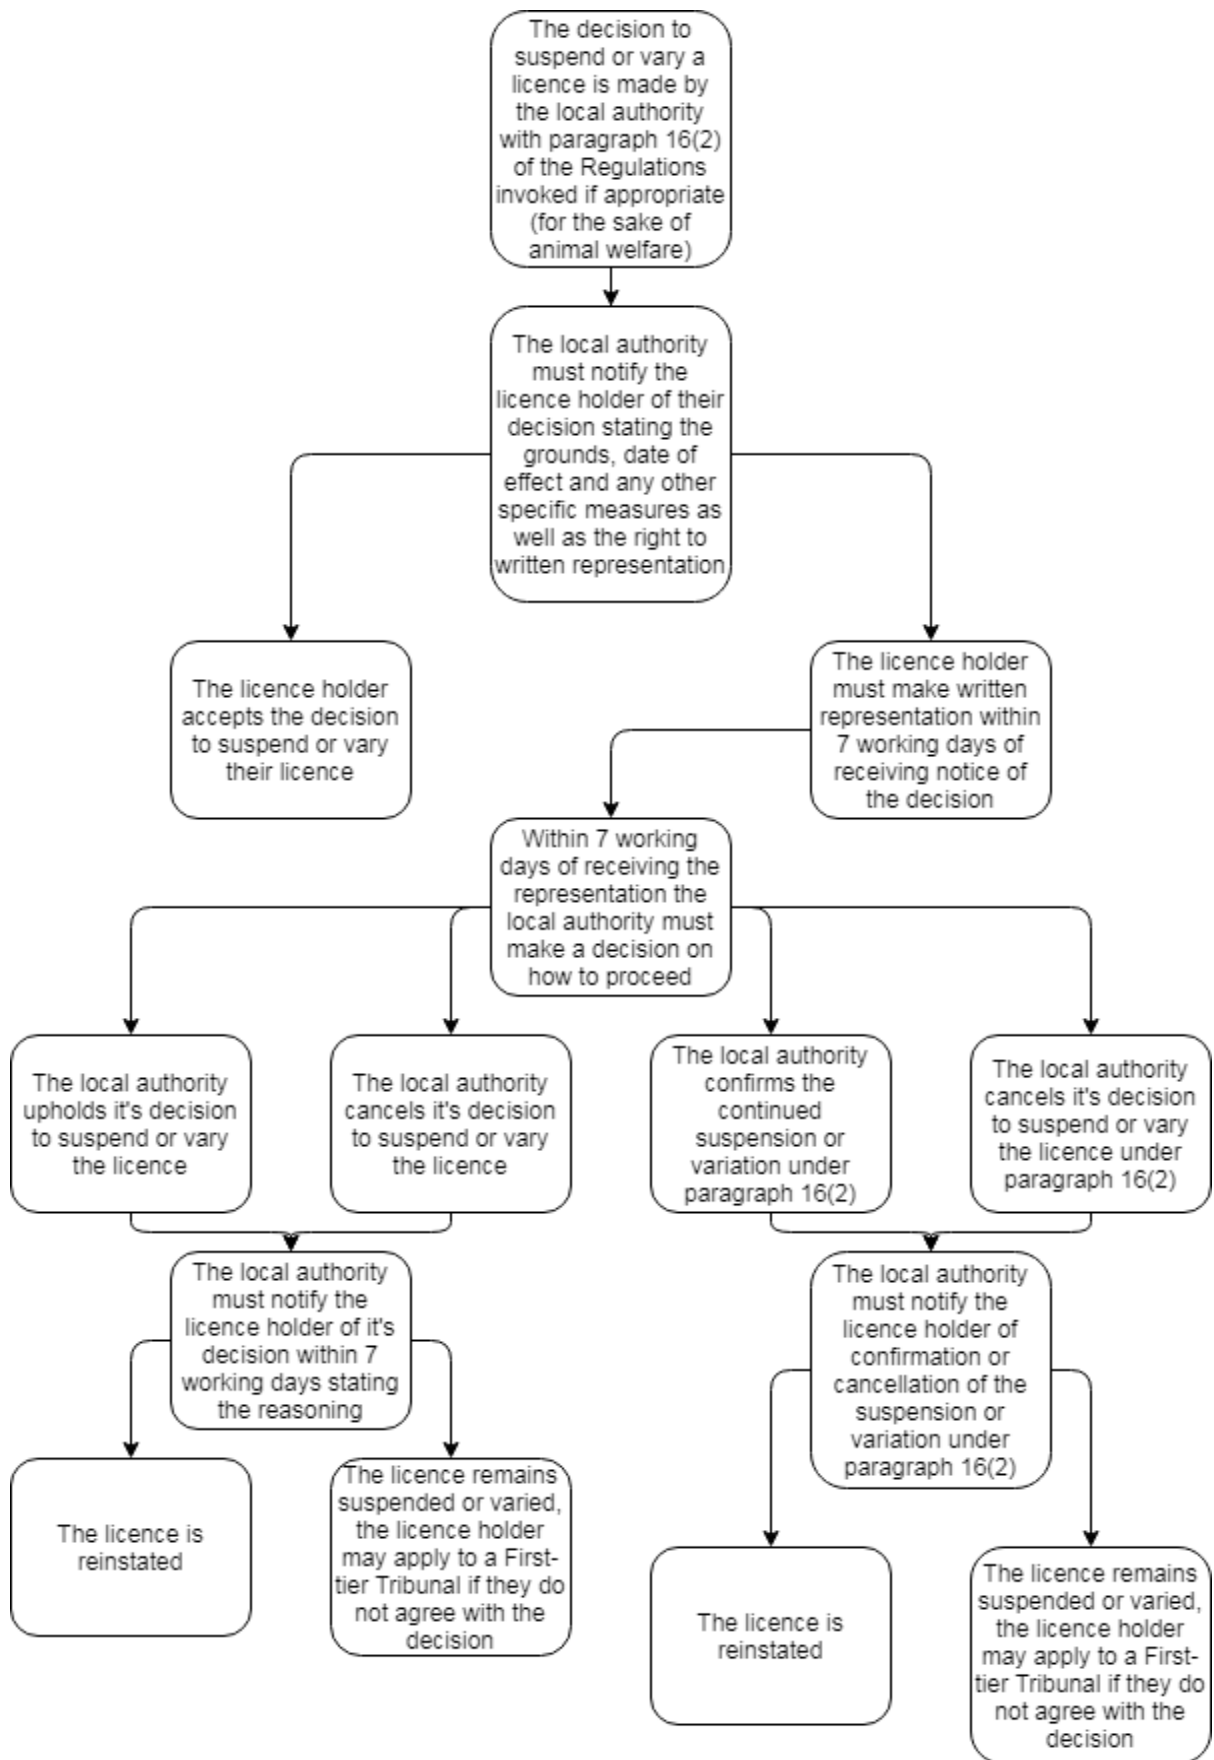 The decision to
suspend or vary a
licence is made by
the local authority
with paragraph 16(2)
of the Regulations
invoked if appropriate
(for the sake of
animal welfare)
The local authority
must notify the
licence holder of their
decision stating the
grounds, date of
effect and any other
specific measures as
well as the right to
written representation
The licence holder
accepts the decision
to suspend or vary
their licence
The licence holder
must make written
representation within
7 working days of
receiving notice of
the decision
Within 7 working
days of receiving the
representation the
local authority must
make a decision on
how to proceed
The local authority
upholds it's decision
to suspend or vary
the licence
The local authority
cancels it's decision
to suspend or vary
the licence
The local authority
confirms the
continued
suspension or
variation under
paragraph 16(2)
The local authority
cancels it's decision
to suspend or vary
the licence under
paragraph 16(2)
The local authority
must notify the
licence holder of it's
decision within 7
working days stating
the reasoning
The local authority
must notify the
licence holder of
confirmation or
cancellation of the
suspension or
variation under
paragraph 16(2)
The licence is
reinstated
The licence remains
suspended or varied,
the licence holder
may apply to a First-
tier Tribunal if they do
not agree with the
decision
The licence is
reinstated
The licence remains
suspended or varied,
the licence holder
may apply to a First-
tier Tribunal if they do
not agree with the
decision